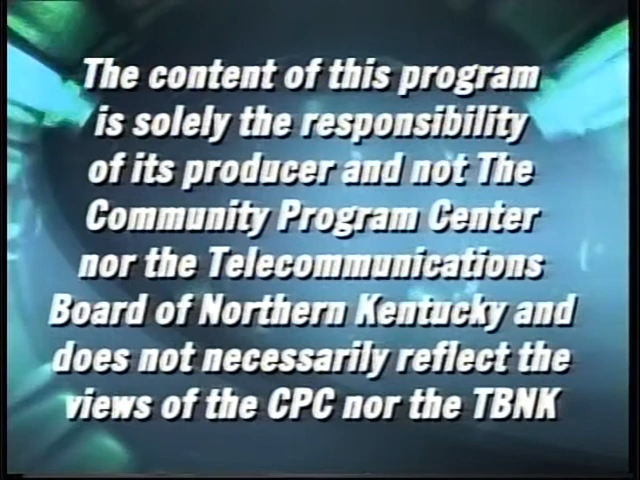 The content of this program
is solely the responsibility
of its producer and not The
Community Program Center
nor the Telecommunications
Board of Northern Kentucky and
does not necessarily reflect the
views of the CPC nor the TBNK